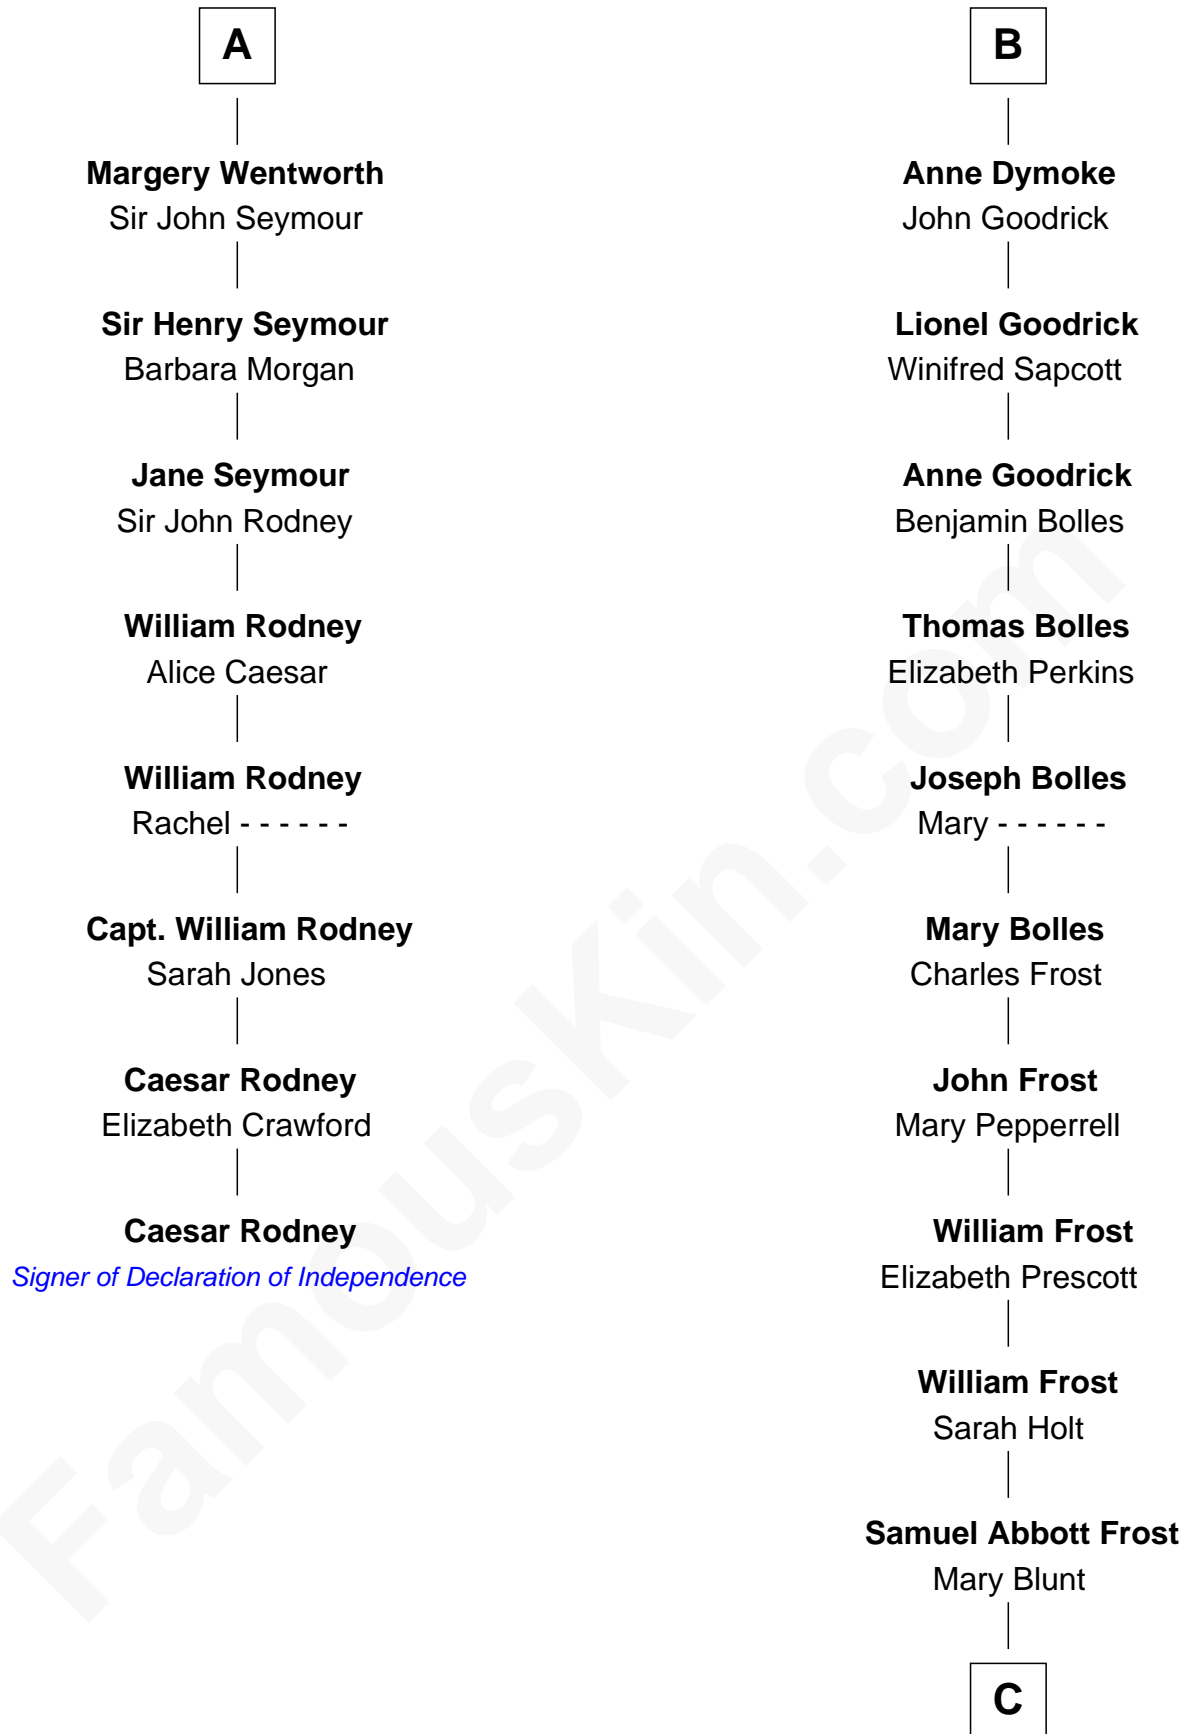 A
Margery Wentworth
Sir John Seymour
Sir Henry Seymour
Barbara Morgan
Jane Seymour
Sir John Rodney
William Rodney
Alice Caesar
William Rodney
Rachel - - - - - -
Capt. William Rodney
Sarah Jones
Caesar Rodney
Elizabeth Crawford
Caesar Rodney
Signer of Declaration of Independence
B
Anne Dymoke
John Goodrick
Lionel Goodrick
Winifred Sapcott
Anne Goodrick
Benjamin Bolles
Thomas Bolles
Elizabeth Perkins
Joseph Bolles
Mary - - - - - -
Mary Bolles
Charles Frost
John Frost
Mary Pepperrell
William Frost
Elizabeth Prescott
William Frost
Sarah Holt
Samuel Abbott Frost
Mary Blunt
C
FamousKin.com